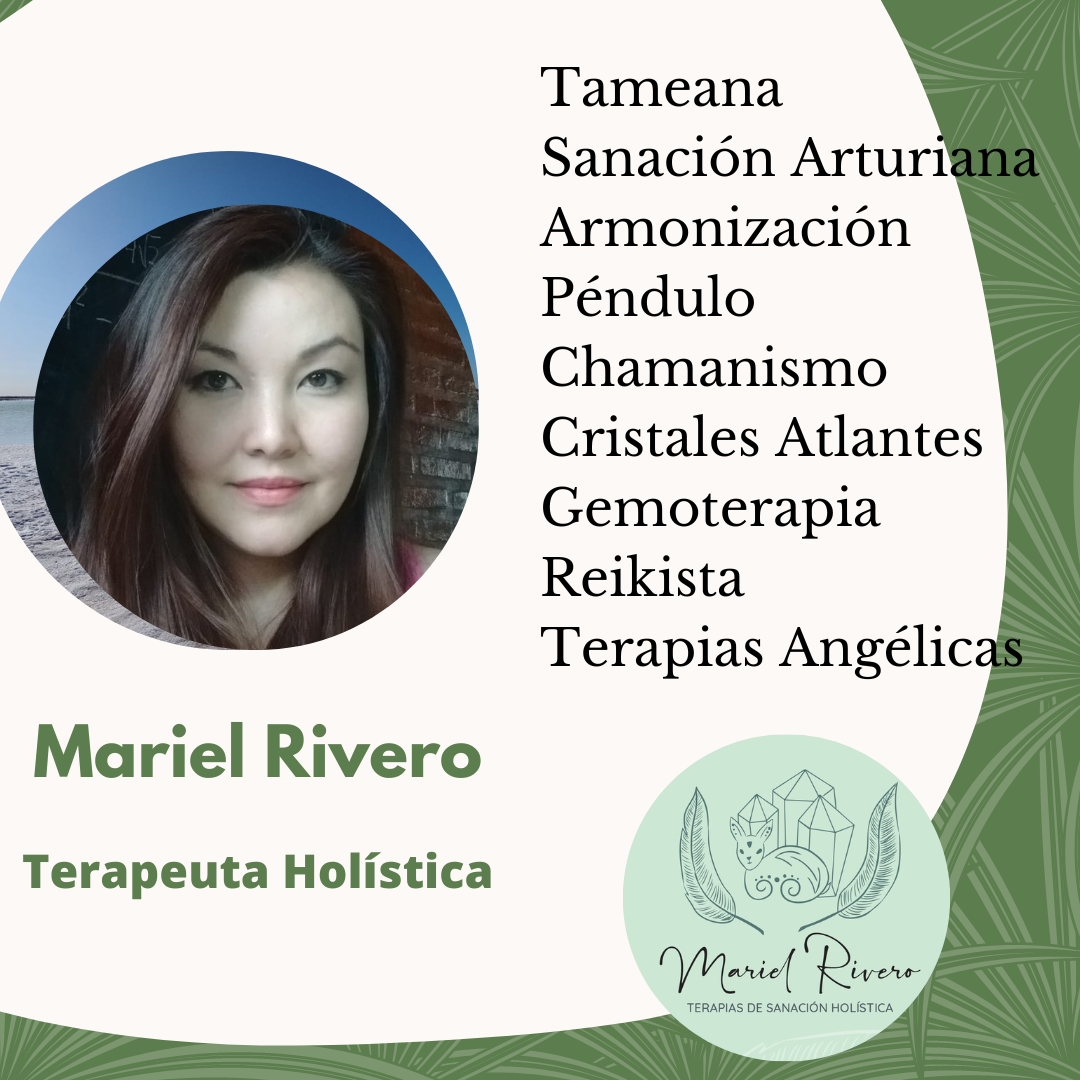 Tameana
Sanación Arturiana
Armonización
Péndulo
Chamanismo
Cristales Atlantes
Gemoterapia
Reikista
Terapias Angélicas
Mariel Rivero
Terapeuta Holística
Mariel Rivero
TERAPIAS DE SANACIÓN HOLÍSTICA